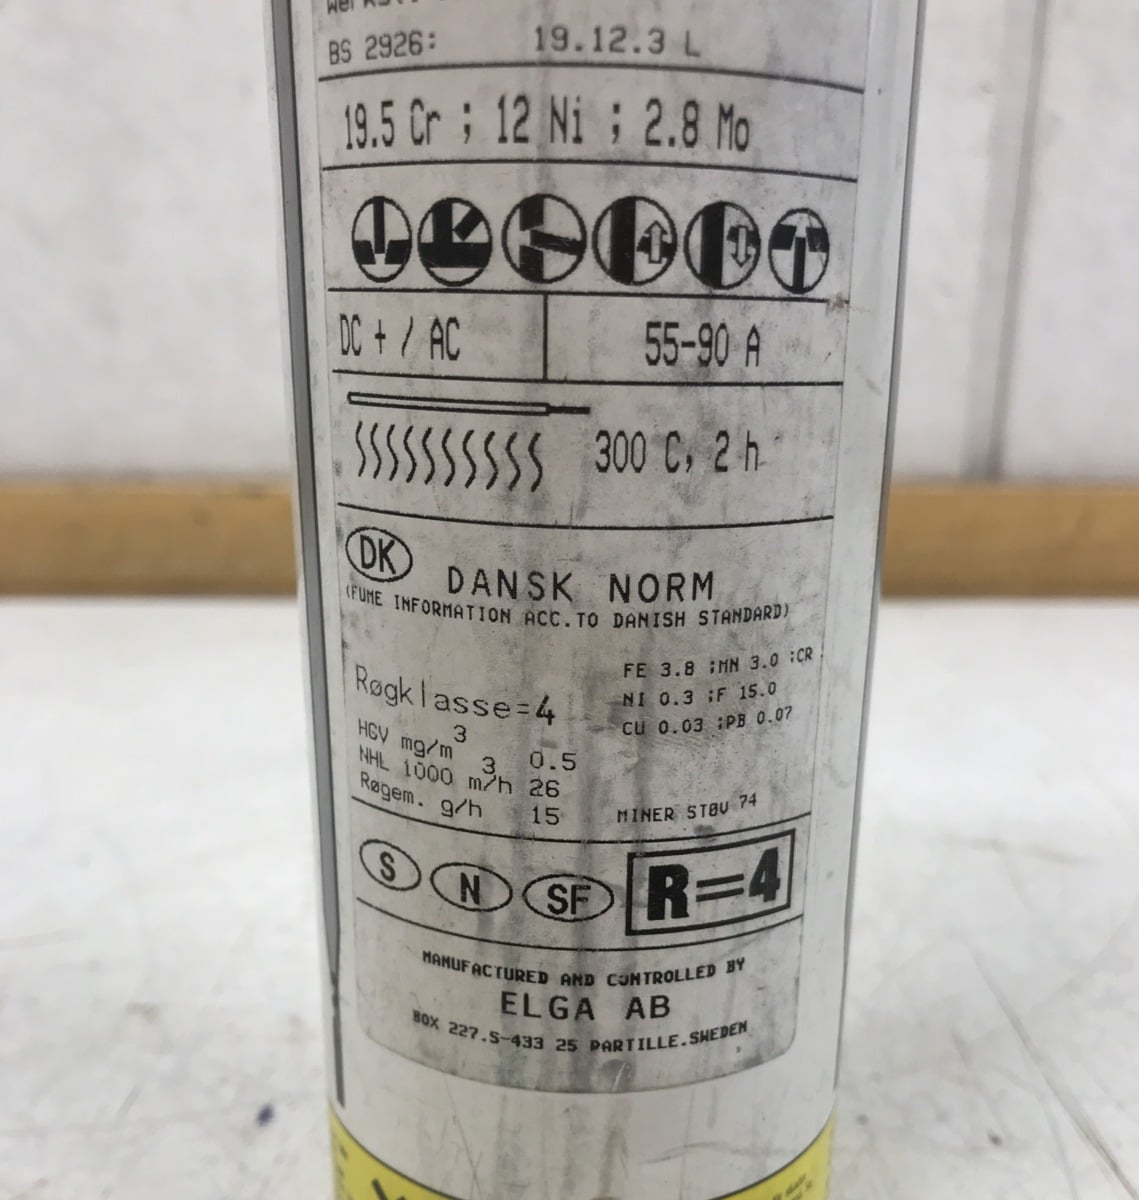 BS 2926: 19.12.3 L
19.5 Cr ; 12 Ni ; 2.8 Mo
DC + / AC 55-90 A
300 C, 2 h
DK DANSK NORM
(FUME INFORMATION ACC.TO DANISH STANDARD)
Røgklasse=4
HGV mg/m3 0.5
NHL 1000 m3/h 26
Røgem. g/h 15
FE 3.8 ;MN 3.0 ;CR
NI 0.3 ;F 15.0
CU 0.03 ;PB 0.07
MINER STØV 74
S N SF R=4
MANUFACTURED AND CONTROLLED BY
ELGA AB
BOX 227.S-433 25 PARTILLE.SWEDEN